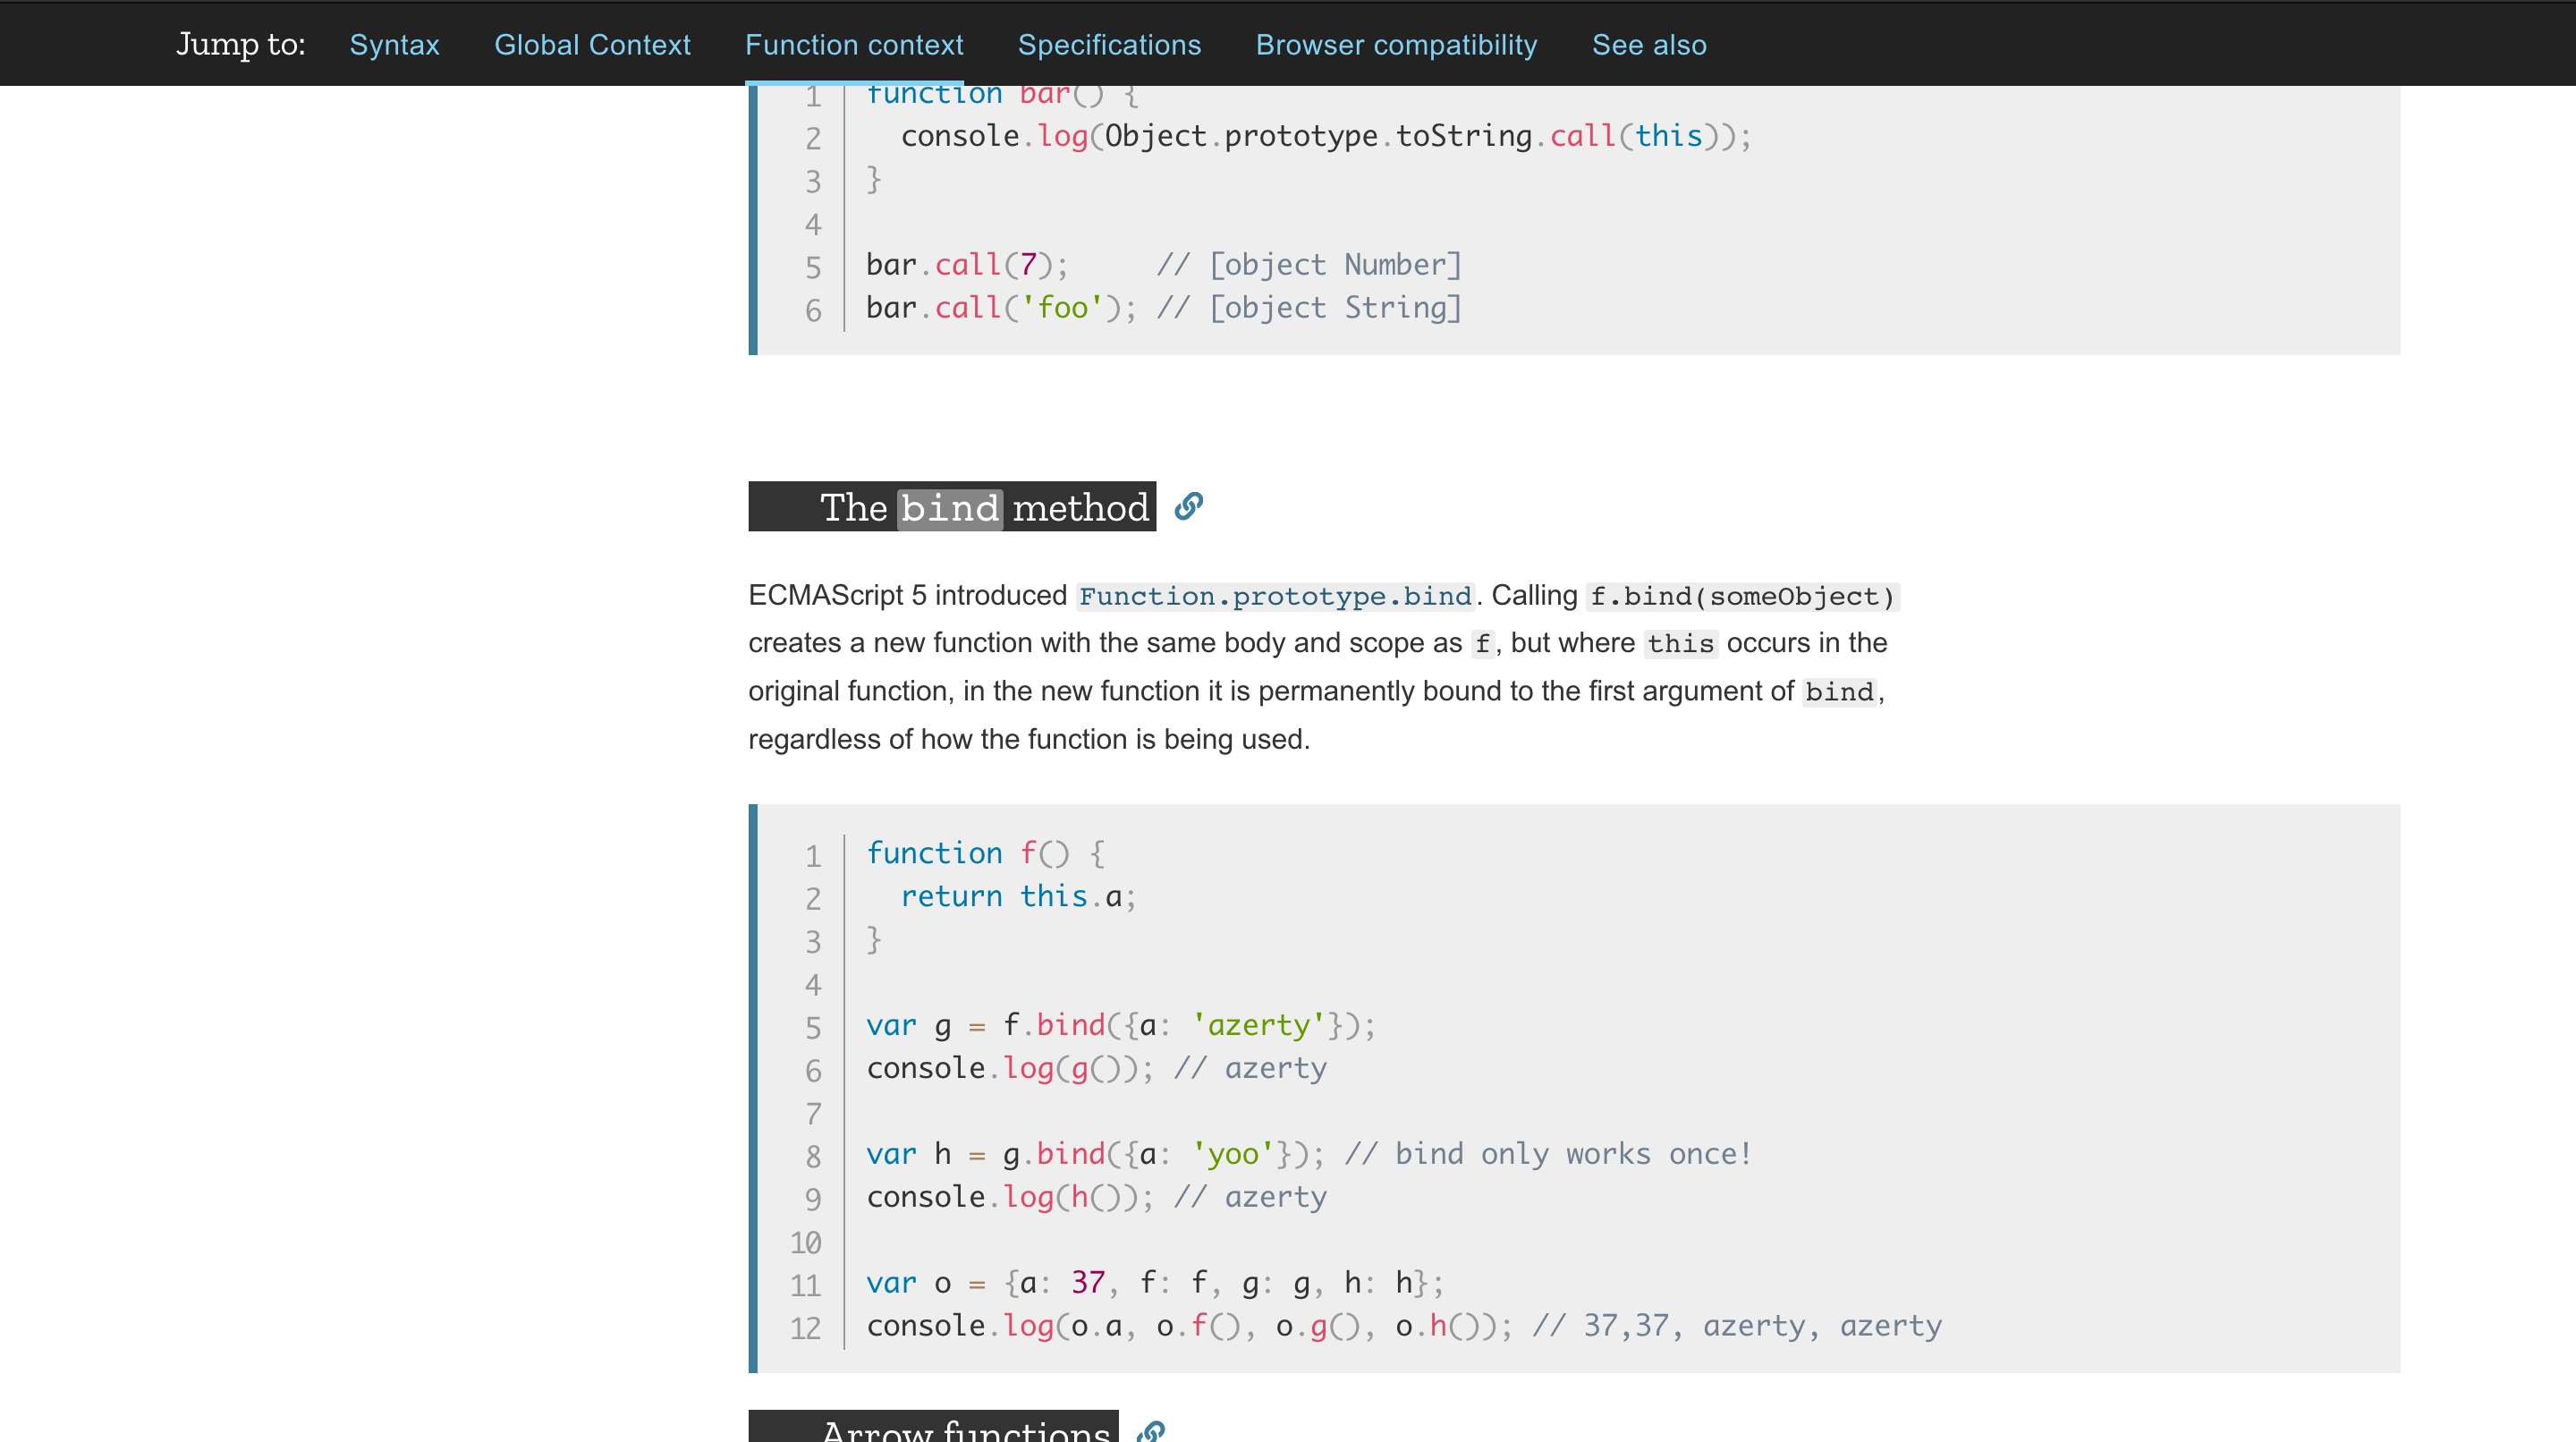 Jump to: Syntax Global Context Function context Specifications Browser compatibility See also
1 function bar() {
2   console.log(Object.prototype.toString.call(this));
3 }
4
5 bar.call(7);     // [object Number]
6 bar.call('foo'); // [object String]
The bind method
ECMAScript 5 introduced Function.prototype.bind. Calling f.bind(someObject)
creates a new function with the same body and scope as f, but where this occurs in the
original function, in the new function it is permanently bound to the first argument of bind,
regardless of how the function is being used.
1 function f() {
2   return this.a;
3 }
4
5 var g = f.bind({a: 'azerty'});
6 console.log(g()); // azerty
7
8 var h = g.bind({a: 'yoo'}); // bind only works once!
9 console.log(h()); // azerty
10
11 var o = {a: 37, f: f, g: g, h: h};
12 console.log(o.a, o.f(), o.g(), o.h()); // 37,37, azerty, azerty
Arrow functions